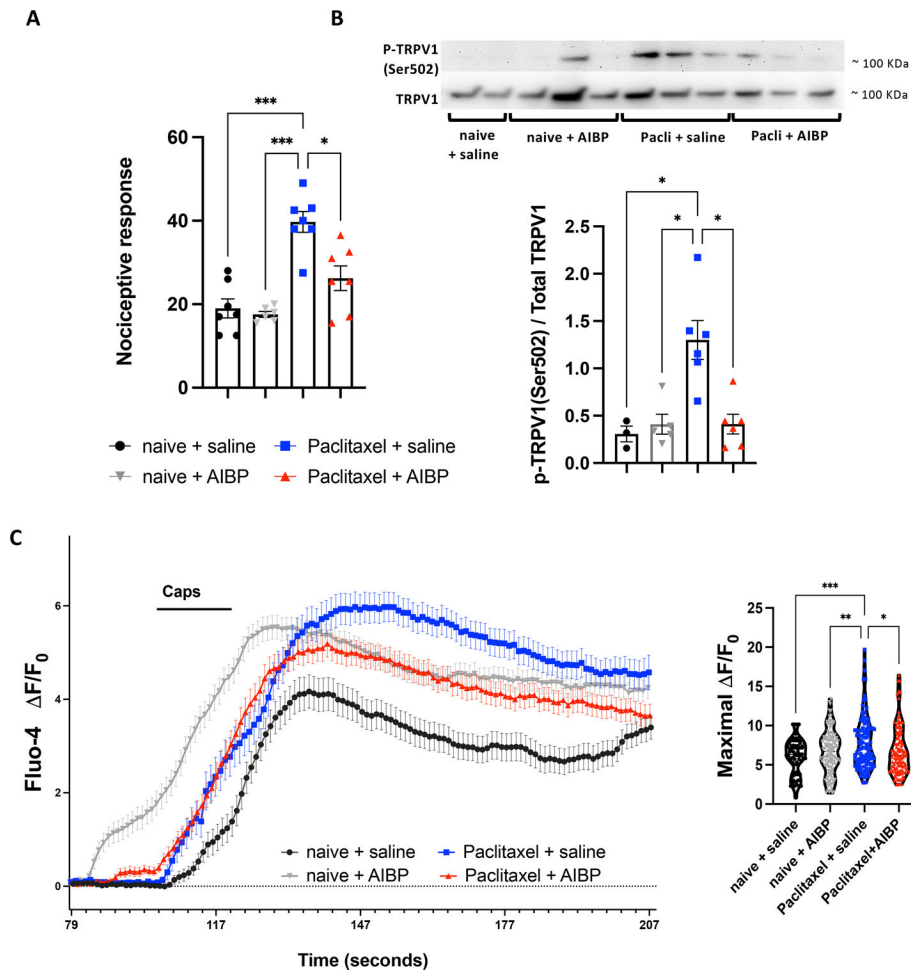 A
B
P-TRPV1
(Ser502)
~ 100 KDa
TRPV1
~ 100 KDa
naive
+ saline
naive + AIBP
Pacli + saline
Pacli + AIBP
***
***
*
60
40
20
0
Nociceptive response
naive + saline
Paclitaxel + saline
naive + AIBP
Paclitaxel + AIBP
*
*
*
2.5
2.0
1.5
1.0
0.5
0.0
p-TRPV1(Ser502) / Total TRPV1
C
Caps
6
4
2
0
Fluo-4 ΔF/F0
naive + saline
Paclitaxel + saline
naive + AIBP
Paclitaxel + AIBP
79
117
147
177
207
Time (seconds)
***
**
*
25
20
15
10
5
0
Maximal ΔF/F0
naive + saline
naive + AIBP
Paclitaxel + saline
Paclitaxel+AIBP